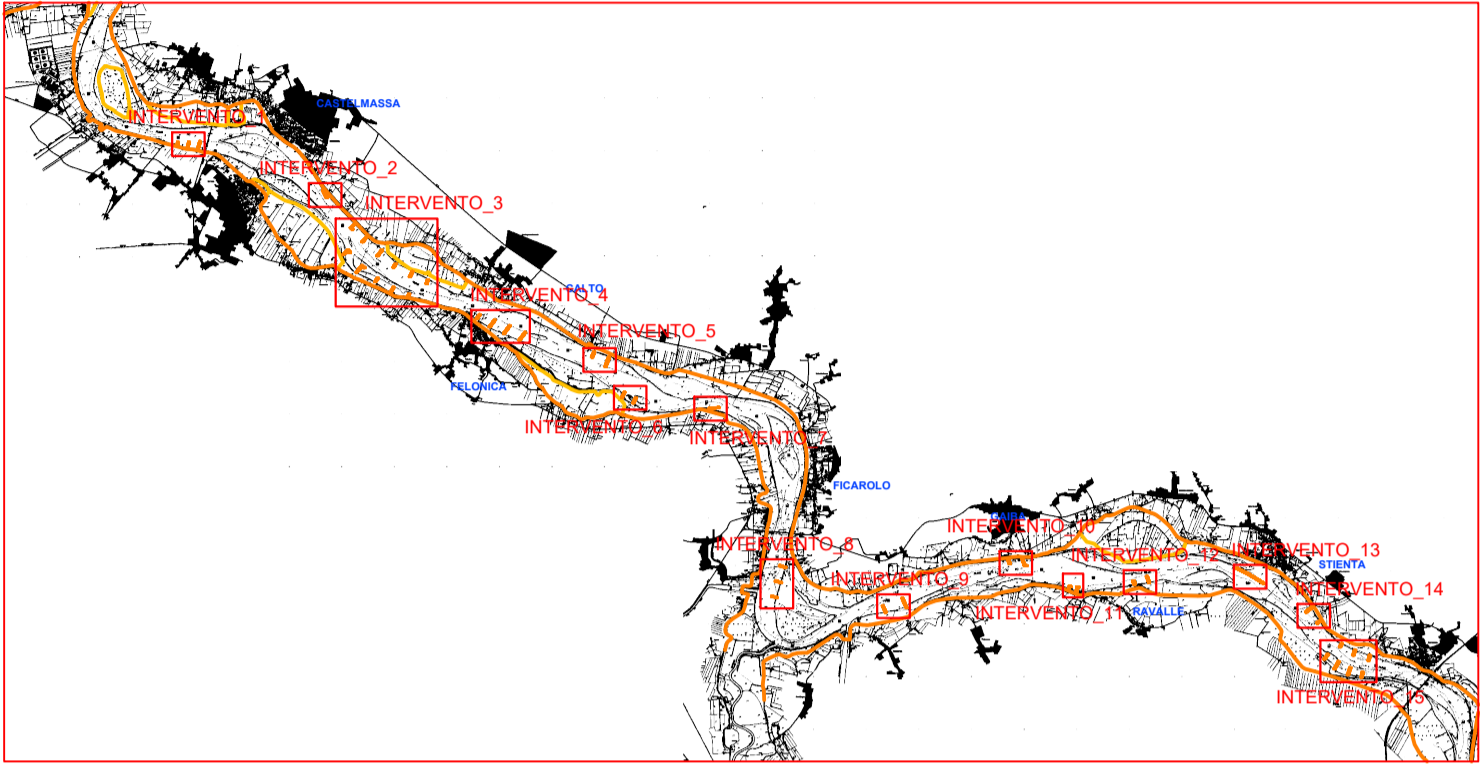 CASTELMASSA
INTERVENTO_1
INTERVENTO_2
INTERVENTO_3
CALTO
INTERVENTO_4
INTERVENTO_5
FELONICA
INTERVENTO_6
INTERVENTO_7
FICAROLO
GAIBA
INTERVENTO_10
INTERVENTO_8
INTERVENTO_12
INTERVENTO_13
STIENTA
INTERVENTO_9
INTERVENTO_14
INTERVENTO_11
RAVALLE
INTERVENTO_15